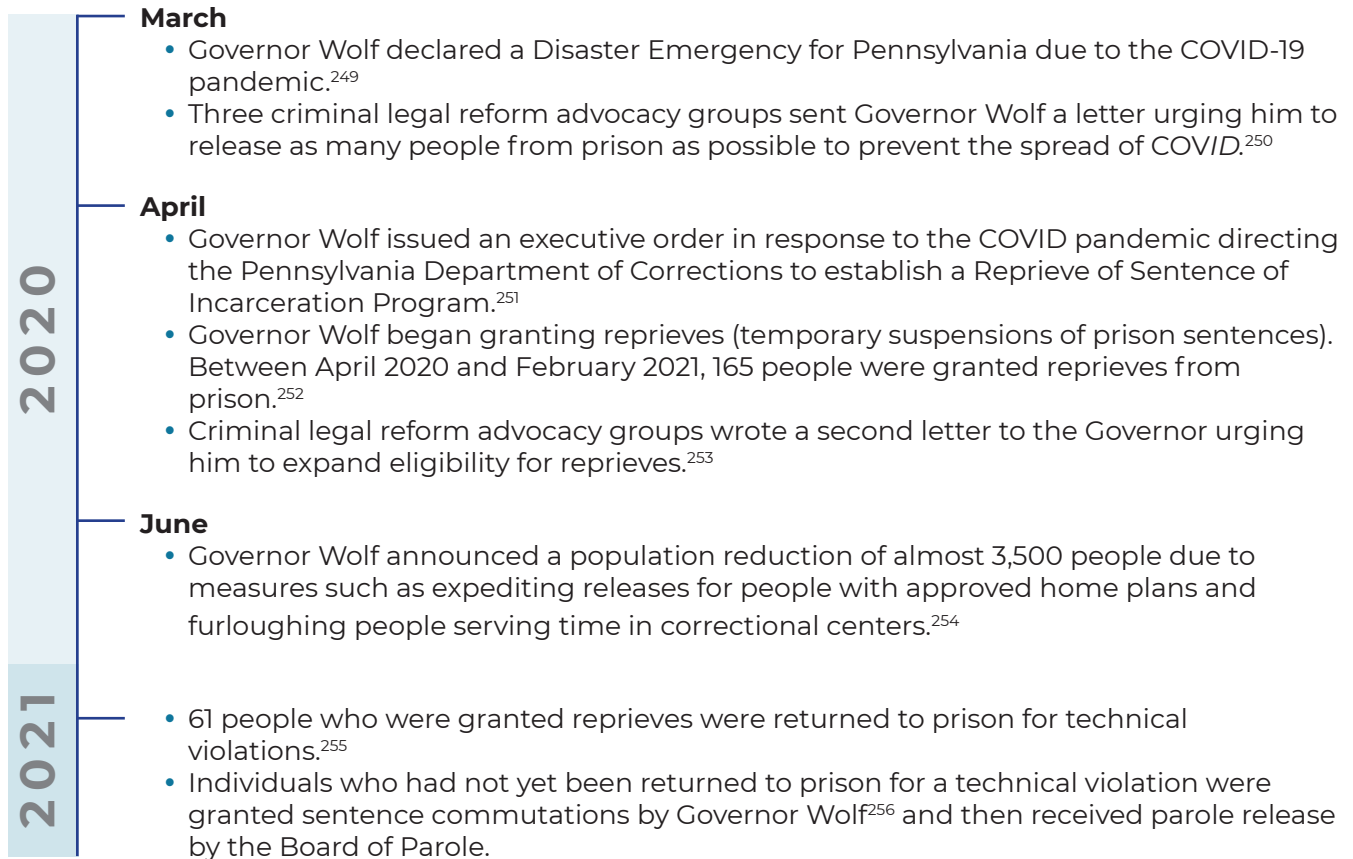 March
• Governor Wolf declared a Disaster Emergency for Pennsylvania due to the COVID-19
pandemic.249
• Three criminal legal reform advocacy groups sent Governor Wolf a letter urging him to
release as many people from prison as possible to prevent the spread of COVID.250
April
• Governor Wolf issued an executive order in response to the COVID pandemic directing
the Pennsylvania Department of Corrections to establish a Reprieve of Sentence of
Incarceration Program.251
• Governor Wolf began granting reprieves (temporary suspensions of prison sentences).
Between April 2020 and February 2021, 165 people were granted reprieves from
prison.252
• Criminal legal reform advocacy groups wrote a second letter to the Governor urging
him to expand eligibility for reprieves.253
2020
June
• Governor Wolf announced a population reduction of almost 3,500 people due to
measures such as expediting releases for people with approved home plans and
furloughing people serving time in correctional centers.254
2021
• 61 people who were granted reprieves were returned to prison for technical
violations.255
• Individuals who had not yet been returned to prison for a technical violation were
granted sentence commutations by Governor Wolf256 and then received parole release
by the Board of Parole.